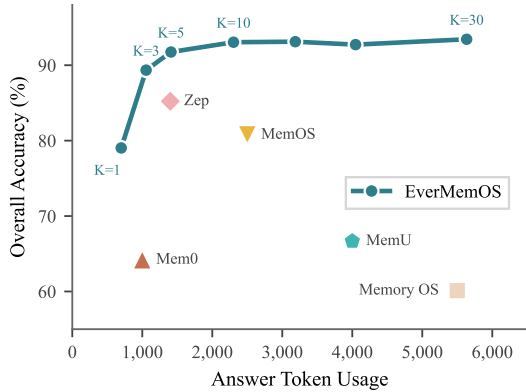 K=30
K=10
K=5
K=3
90
Zep
80
MemOS
K=1
EverMemOS
70
MemU
Mem0
Memory OS
60
Overall Accuracy (%)
0
1,000
2,000
3,000
4,000
5,000
6,000
Answer Token Usage